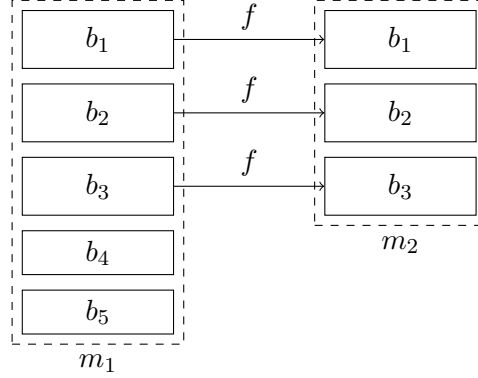 b₁ f b₁
b₂ f b₂
b₃ f b₃
b₄ m₂
b₅
m₁